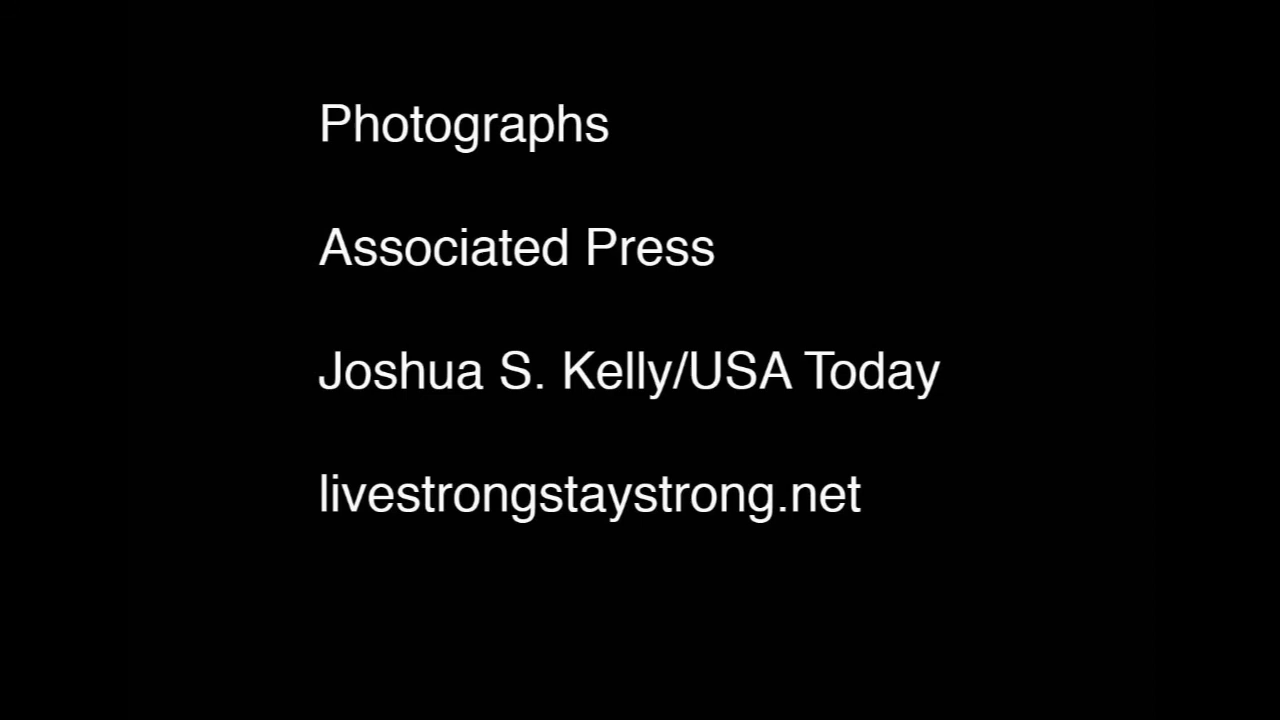 Photographs
Associated Press
Joshua S. Kelly/USA Today
livestrongstaystrong.net